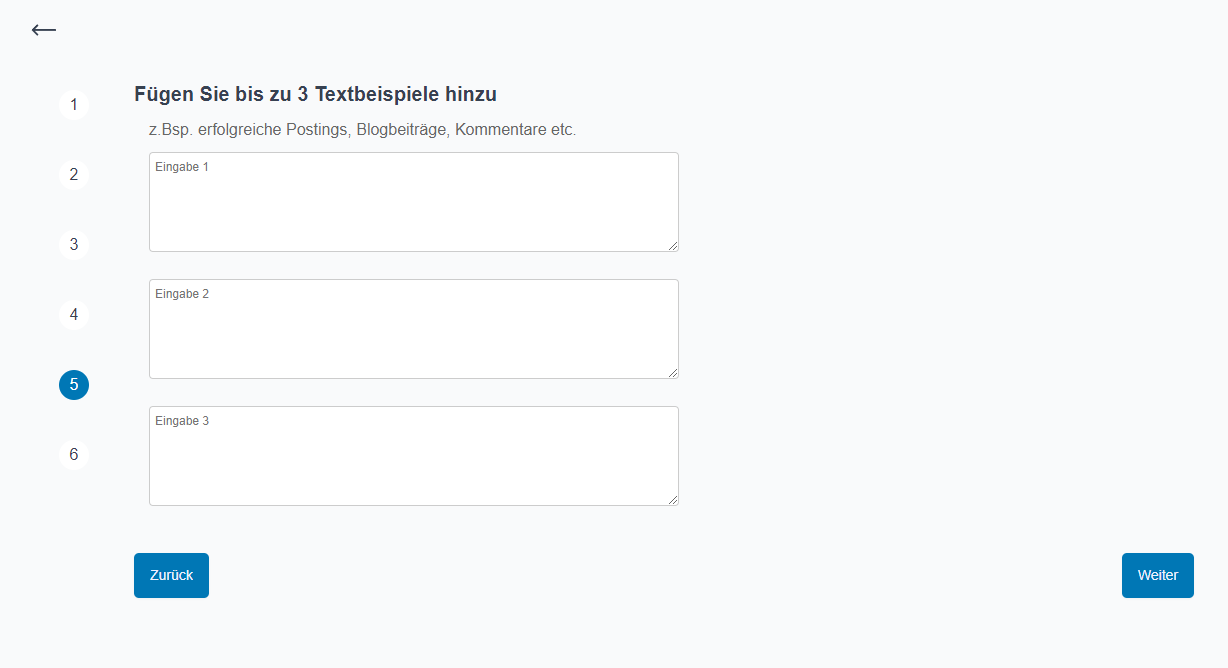 Fügen Sie bis zu 3 Textbeispiele hinzu
z.Bsp. erfolgreiche Postings, Blogbeiträge, Kommentare etc.
1
Eingabe 1
2
3
Eingabe 2
4
5
Eingabe 3
6
Zurück
Weiter